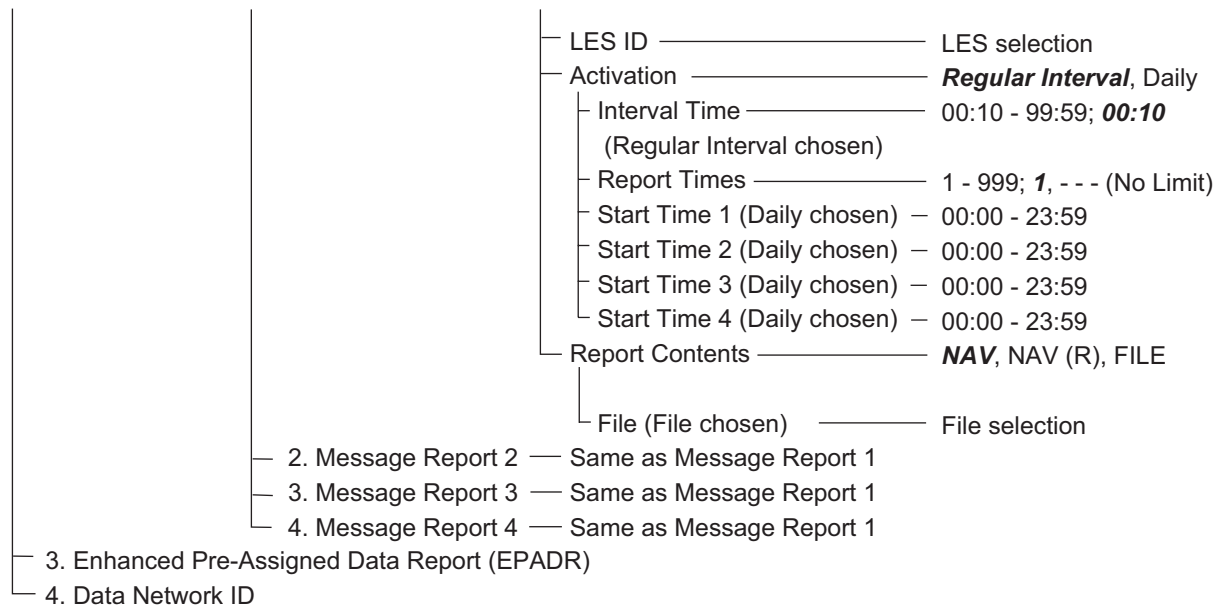 LES ID LES selection
Activation Regular Interval, Daily
Interval Time 00:10 - 99:59; 00:10
(Regular Interval chosen)
Report Times 1 - 999; 1, - - - (No Limit)
Start Time 1 (Daily chosen) 00:00 - 23:59
Start Time 2 (Daily chosen) 00:00 - 23:59
Start Time 3 (Daily chosen) 00:00 - 23:59
Start Time 4 (Daily chosen) 00:00 - 23:59
Report Contents NAV, NAV (R), FILE
File (File chosen) File selection
2. Message Report 2 Same as Message Report 1
3. Message Report 3 Same as Message Report 1
4. Message Report 4 Same as Message Report 1
3. Enhanced Pre-Assigned Data Report (EPADR)
4. Data Network ID